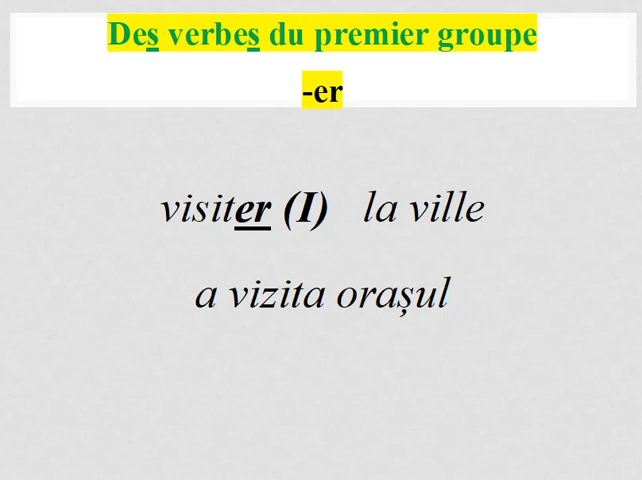 Des verbes du premier groupe
-er
visiter (I) la ville
a vizita orașul